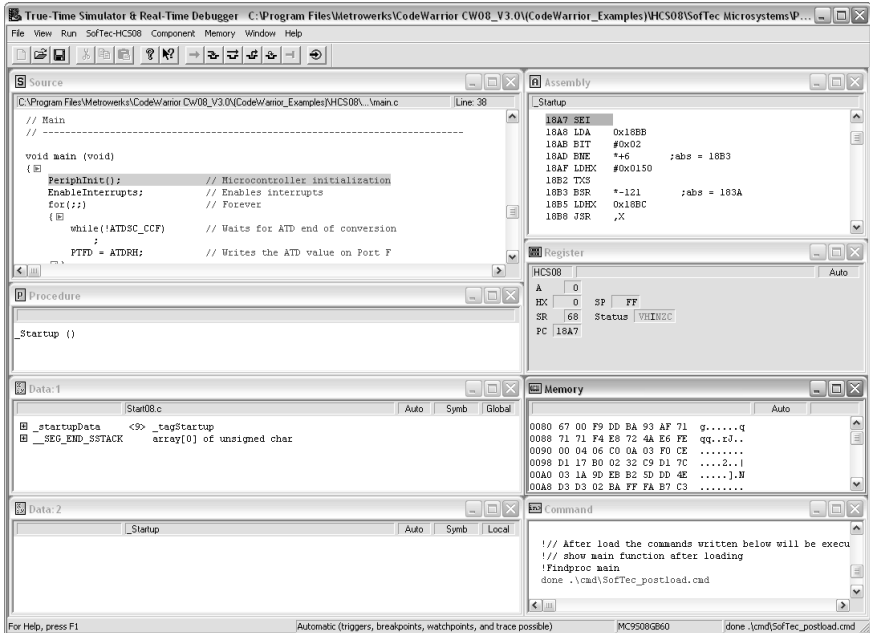 True-Time Simulator & Real-Time Debugger C:\Program Files\Metrowerks\CodeWarrior CW08_V3.0\(CodeWarrior_Examples)\HCS08\SofTec Microsystems\P...
File View Run SofTec-HCS08 Component Memory Window Help
Source
C:\Program Files\Metrowerks\CodeWarrior CW08_V3.0\(CodeWarrior_Examples)\HCS08\...\main.c Line: 38
// Main
// ----------------------------------------------------------------------
void main (void)
{
PeriphInit(); // Microcontroller initialization
EnableInterrupts; // Enables interrupts
for(;;) // Forever
{
while(!ATDSC_CCF) // Waits for ATD end of conversion
;
PTFD = ATDRH; // Writes the ATD value on Port F
Assembly
_Startup
18A7 SEI
18A8 LDA 0x18BB
18AB BIT #0x02
18AD BNE *+6 ;abs = 18B3
18AF LDHX #0x0150
18B2 TXS
18B3 BSR *-121 ;abs = 183A
18B5 LDHX 0x18BC
18B8 JSR ,X
Register
HCS08 Auto
A 0
HX 0 SP FF
SR 68 Status VHINZC
PC 18A7
Procedure
_Startup ()
Data:1
Start08.c Auto Symb Global
_startupData <9> _tagStartup
__SEG_END_SSTACK array[0] of unsigned char
Memory
Auto
0080 67 00 F9 DD BA 93 AF 71 g......q
0088 71 71 F4 E8 72 4A E6 FE qq..rJ..
0090 00 04 06 C0 0A 03 F0 CE ........
0098 D1 17 B0 02 32 C9 D1 7C ....2..|
00A0 03 1A 9D EB B2 5D DD 4E .....].N
00A8 D3 D3 02 BA FF FA B7 C3 ........
Data:2
_Startup Auto Symb Local
Command
!// After load the commands written below will be execu
!// show main function after loading
!Findproc main
done .\cmd\SofTec_postload.cmd
For Help, press F1 Automatic (triggers, breakpoints, watchpoints, and trace possible) MC9S08GB60 done .\cmd\SofTec_postload.cmd